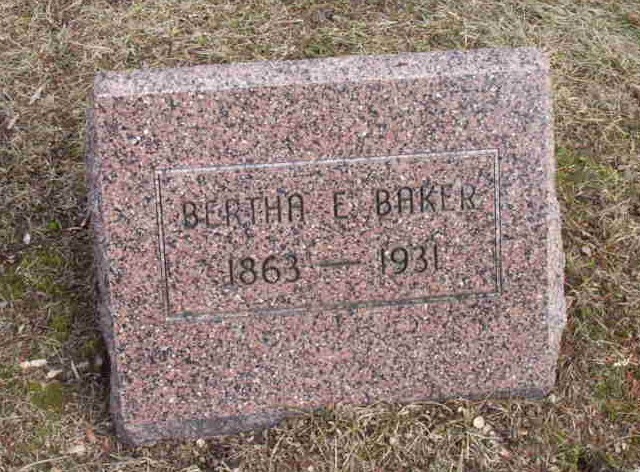 BERTHA E. BAKER
1863 — 1931